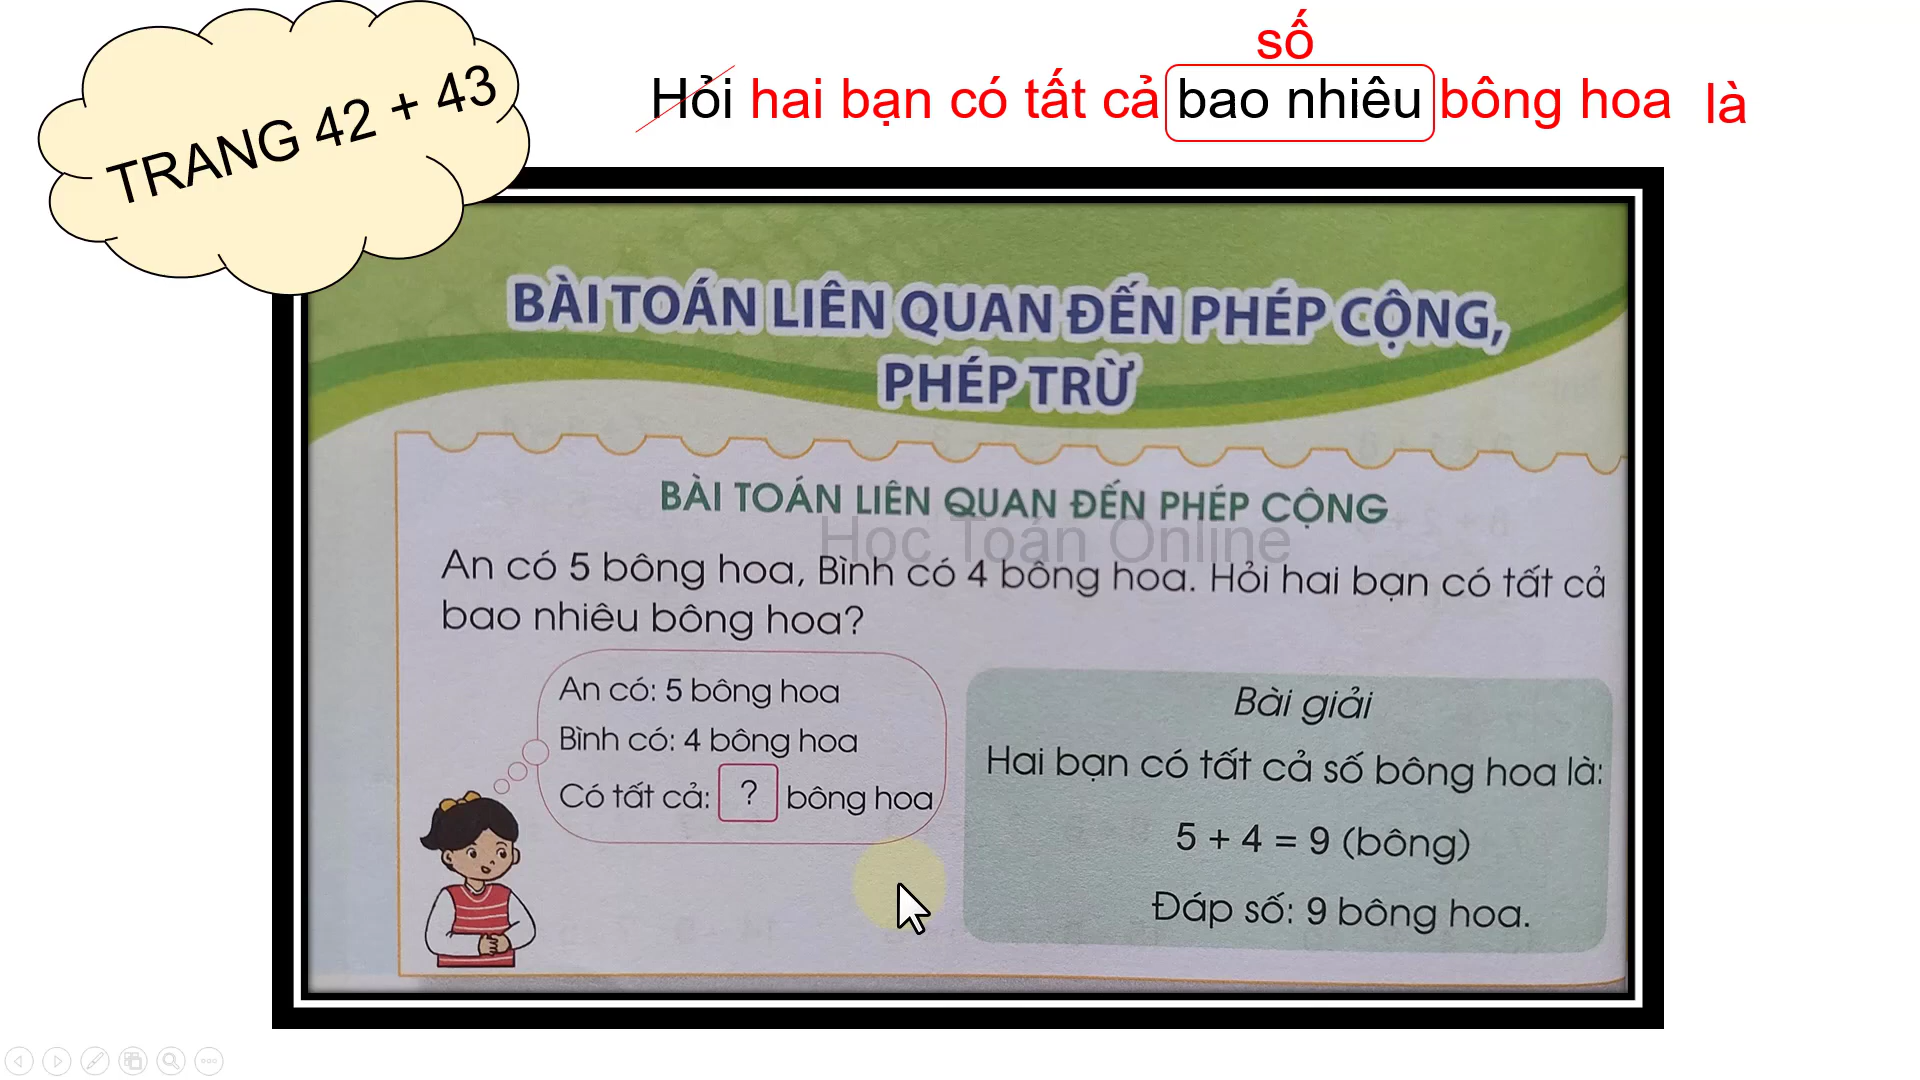 TRANG 42 + 43
số
Hỏi hai bạn có tất cả bao nhiêu bông hoa là
BÀI TOÁN LIÊN QUAN ĐẾN PHÉP CỘNG,
PHÉP TRỪ
BÀI TOÁN LIÊN QUAN ĐẾN PHÉP CỘNG
Học Toán Online
An có 5 bông hoa, Bình có 4 bông hoa. Hỏi hai bạn có tất cả
bao nhiêu bông hoa?
An có: 5 bông hoa
Bình có: 4 bông hoa
Có tất cả: ? bông hoa
Bài giải
Hai bạn có tất cả số bông hoa là:
5 + 4 = 9 (bông)
Đáp số: 9 bông hoa.